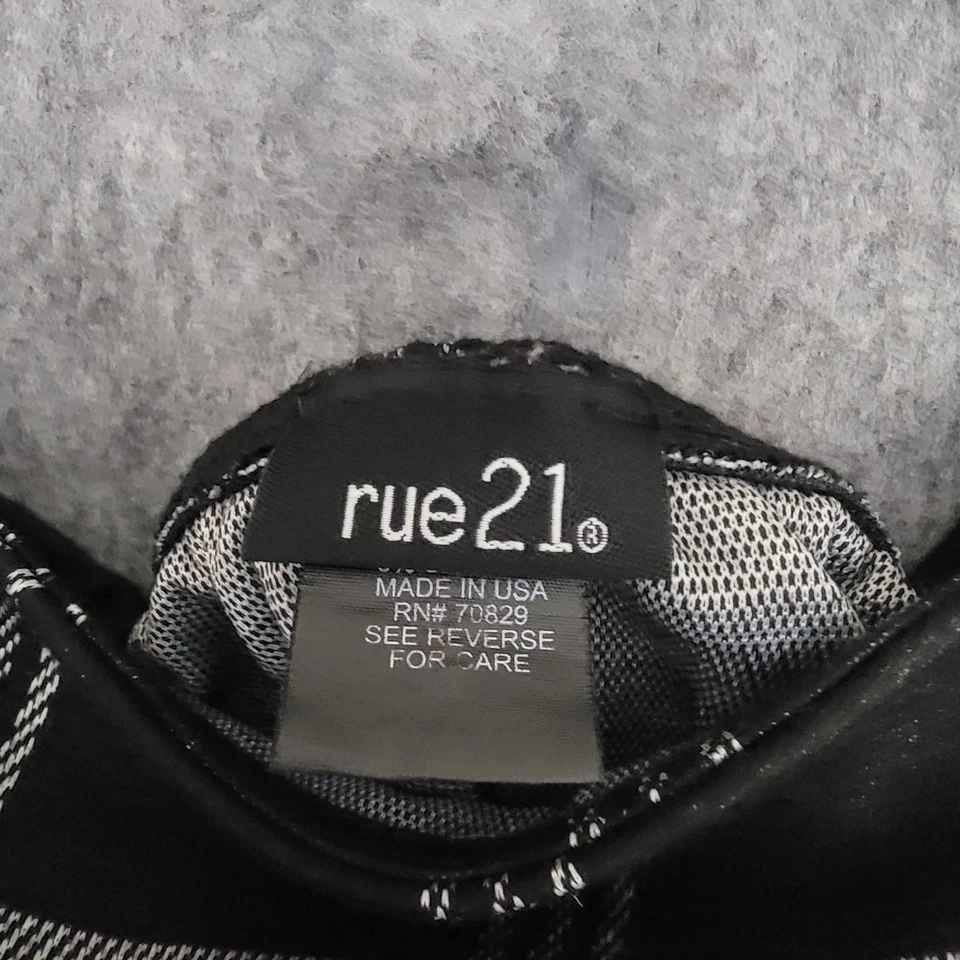 rue21®
MADE IN USA
RN# 70829
SEE REVERSE
FOR CARE